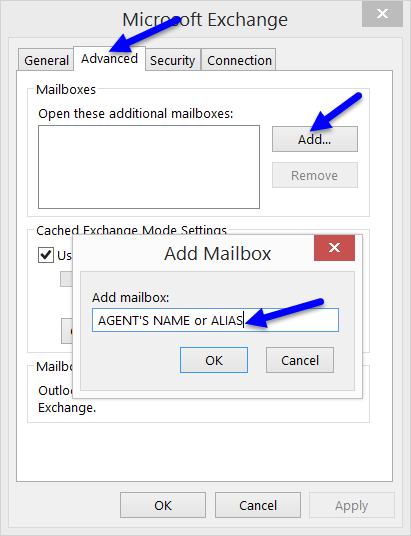 Microsoft Exchange
General Advanced Security Connection
Mailboxes
Open these additional mailboxes:
Add...
Remove
Cached Exchange Mode Settings
Us
Add Mailbox
Add mailbox:
AGENT'S NAME or ALIAS
OK Cancel
Mailbo
Outloo
Exchange.
OK Cancel Apply